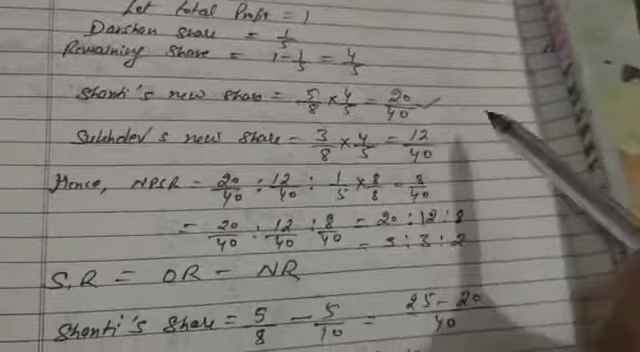 Let total Profit = 1
Darshan share = 1/5
Remaining share = 1 - 1/5 = 4/5
Shanti's new share = 5/8 × 4/5 = 20/40 ✓
Sukhdev's new share = 3/8 × 4/5 = 12/40
Hence, NPSR = 20/40 : 12/40 : 1/5 × 8/8 = 8/40
= 20/40 : 12/40 : 8/40 = 20 : 12 : 8
= 5 : 3 : 2
S.R = OR - NR
Shanti's Share = 5/8 - 5/10 = 25 - 20/40